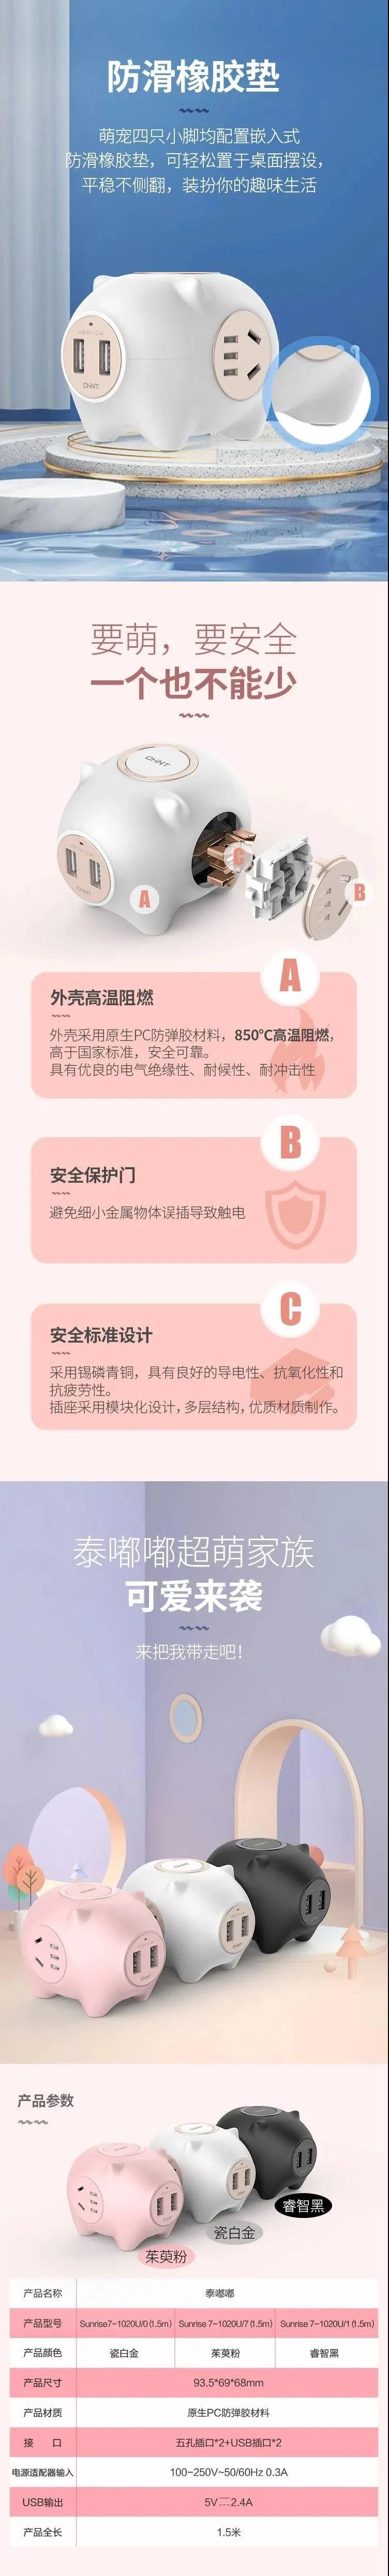 防滑橡胶垫
萌宠四只小脚均配置嵌入式
防滑橡胶垫，可轻松置于桌面摆设，
平稳不侧翻，装扮你的趣味生活
CHNT
要萌，要安全
一个也不能少
CHNT
CHNT
C
A
B
A
外壳高温阻燃
外壳采用原生PC防弹胶材料，850℃高温阻燃，
高于国家标准，安全可靠。
具有优良的电气绝缘性、耐候性、耐冲击性
B
安全保护门
避免细小金属物体误插导致触电
C
安全标准设计
采用锡磷青铜，具有良好的导电性、抗氧化性和
抗疲劳性。
插座采用模块化设计，多层结构，优质材质制作。
泰嘟嘟超萌家族
可爱来袭
来把我带走吧！
产品参数
睿智黑
瓷白金
茱萸粉
产品名称 泰嘟嘟
产品型号 Sunrise7-1020U/0 (1.5m) Sunrise 7-1020U/7 (1.5m) Sunrise 7-1020U/1 (1.5m)
产品颜色 瓷白金 茱萸粉 睿智黑
产品尺寸 93.5*69*68mm
产品材质 原生PC防弹胶材料
接 口 五孔插口*2+USB插口*2
电源适配器输入 100-250V~50/60Hz 0.3A
USB输出 5V⎓2.4A
产品全长 1.5米